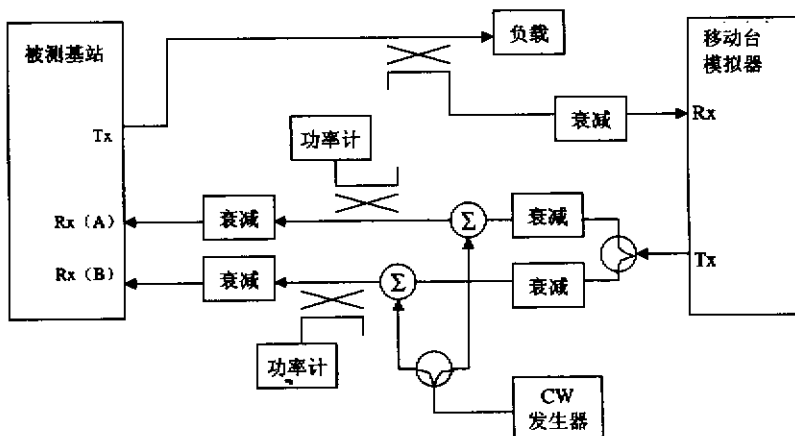 被测基站
负载
移动台
模拟器
Tx
功率计
衰减
Rx
Rx（A）
衰减
Σ
衰减
Rx（B）
衰减
Σ
衰减
Tx
功率计
CW
发生器